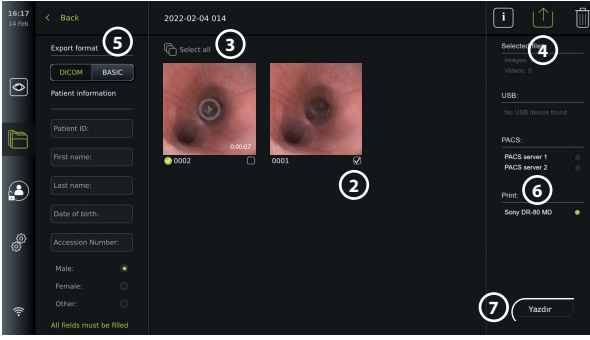 16:17
14 Feb
Back
2022-02-04 014
i
Export format
5
DICOM
BASIC
Patient information
Patient ID:
First name:
Last name:
Date of birth:
Accession Number:
Male:
Female:
Other:
All fields must be filled
Select all
3
0:00:07
0002
0001
2
4
Selected files
Images:
Videos: 0
USB:
No USB device found
PACS:
PACS server 1
PACS server 2
6
Print:
Sony DR-80 MD
7
Yazdır